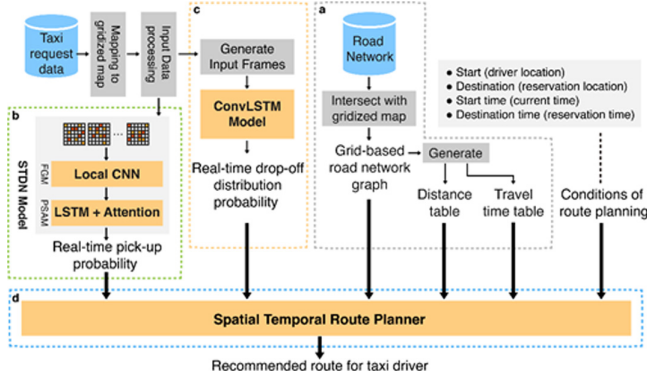 Taxi
request
data
Mapping to
gridized map
Input Data
processing
c
Generate
Input Frames
ConvLSTM
Model
Real-time drop-off
distribution
probability
a
Road
Network
Intersect with
gridized map
Grid-based
road network
graph
Generate
Distance
table
Travel
time table
• Start (driver location)
• Destination (reservation location)
• Start time (current time)
• Destination time (reservation time)
Conditions of
route planning
b
STDN Model
...
FGM
Local CNN
PSAM
LSTM + Attention
Real-time pick-up
probability
d
Spatial Temporal Route Planner
Recommended route for taxi driver